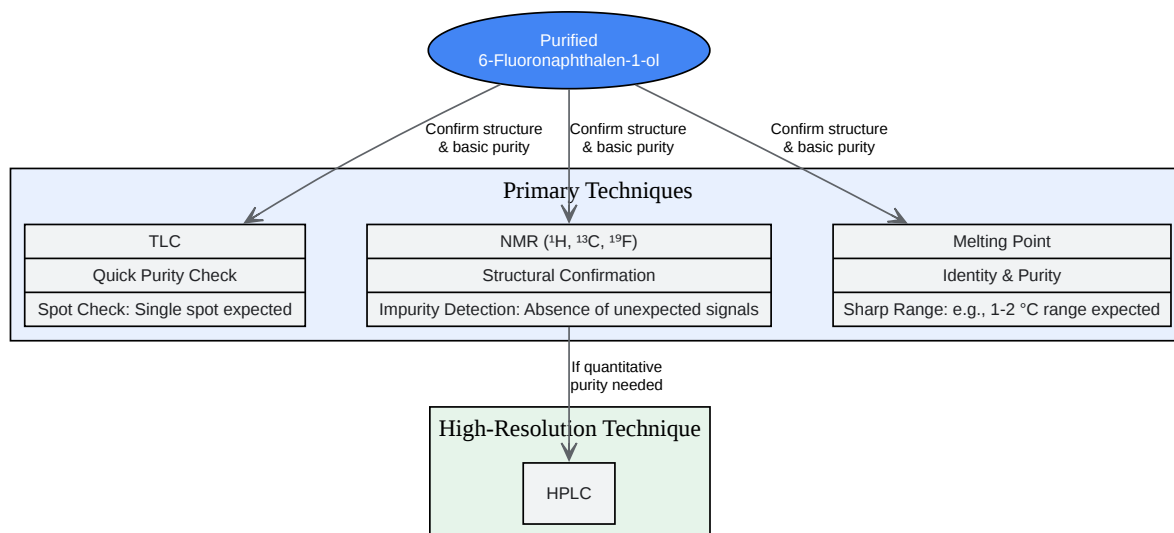 Purified
6-Fluoronaphthalen-1-ol
Confirm structure
& basic purity
Confirm structure
& basic purity
Confirm structure
& basic purity
Primary Techniques
TLC
Quick Purity Check
Spot Check: Single spot expected
NMR (¹H, ¹³C, ¹⁹F)
Structural Confirmation
Impurity Detection: Absence of unexpected signals
Melting Point
Identity & Purity
Sharp Range: e.g., 1-2 °C range expected
If quantitative
purity needed
High-Resolution Technique
HPLC